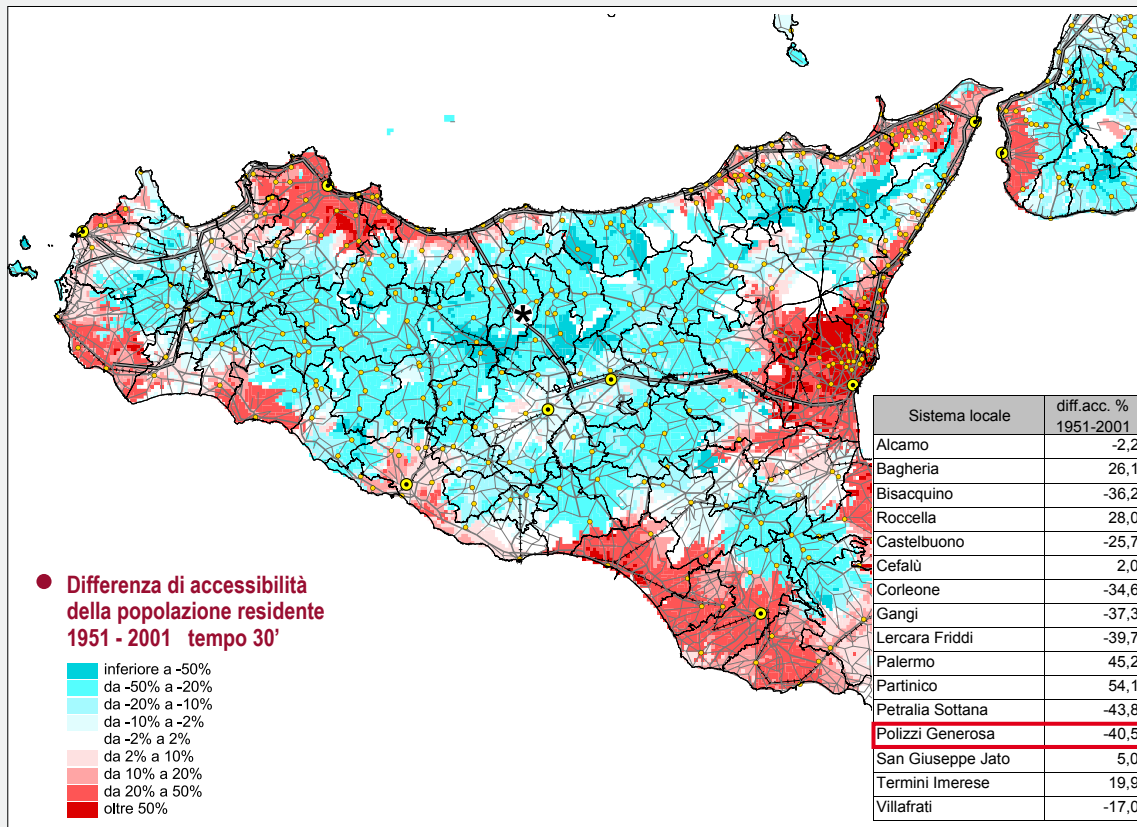 Differenza di accessibilità
della popolazione residente
1951 - 2001 tempo 30'
inferiore a -50%
da -50% a -20%
da -20% a -10%
da -10% a -2%
da -2% a 2%
da 2% a 10%
da 10% a 20%
da 20% a 50%
oltre 50%
Sistema locale diff.acc. %
1951-2001
Alcamo -2,2
Bagheria 26,1
Bisacquino -36,2
Roccella 28,0
Castelbuono -25,7
Cefalù 2,0
Corleone -34,6
Gangi -37,3
Lercara Friddi -39,7
Palermo 45,2
Partinico 54,1
Petralia Sottana -43,8
Polizzi Generosa -40,5
San Giuseppe Jato 5,0
Termini Imerese 19,9
Villafrati -17,0